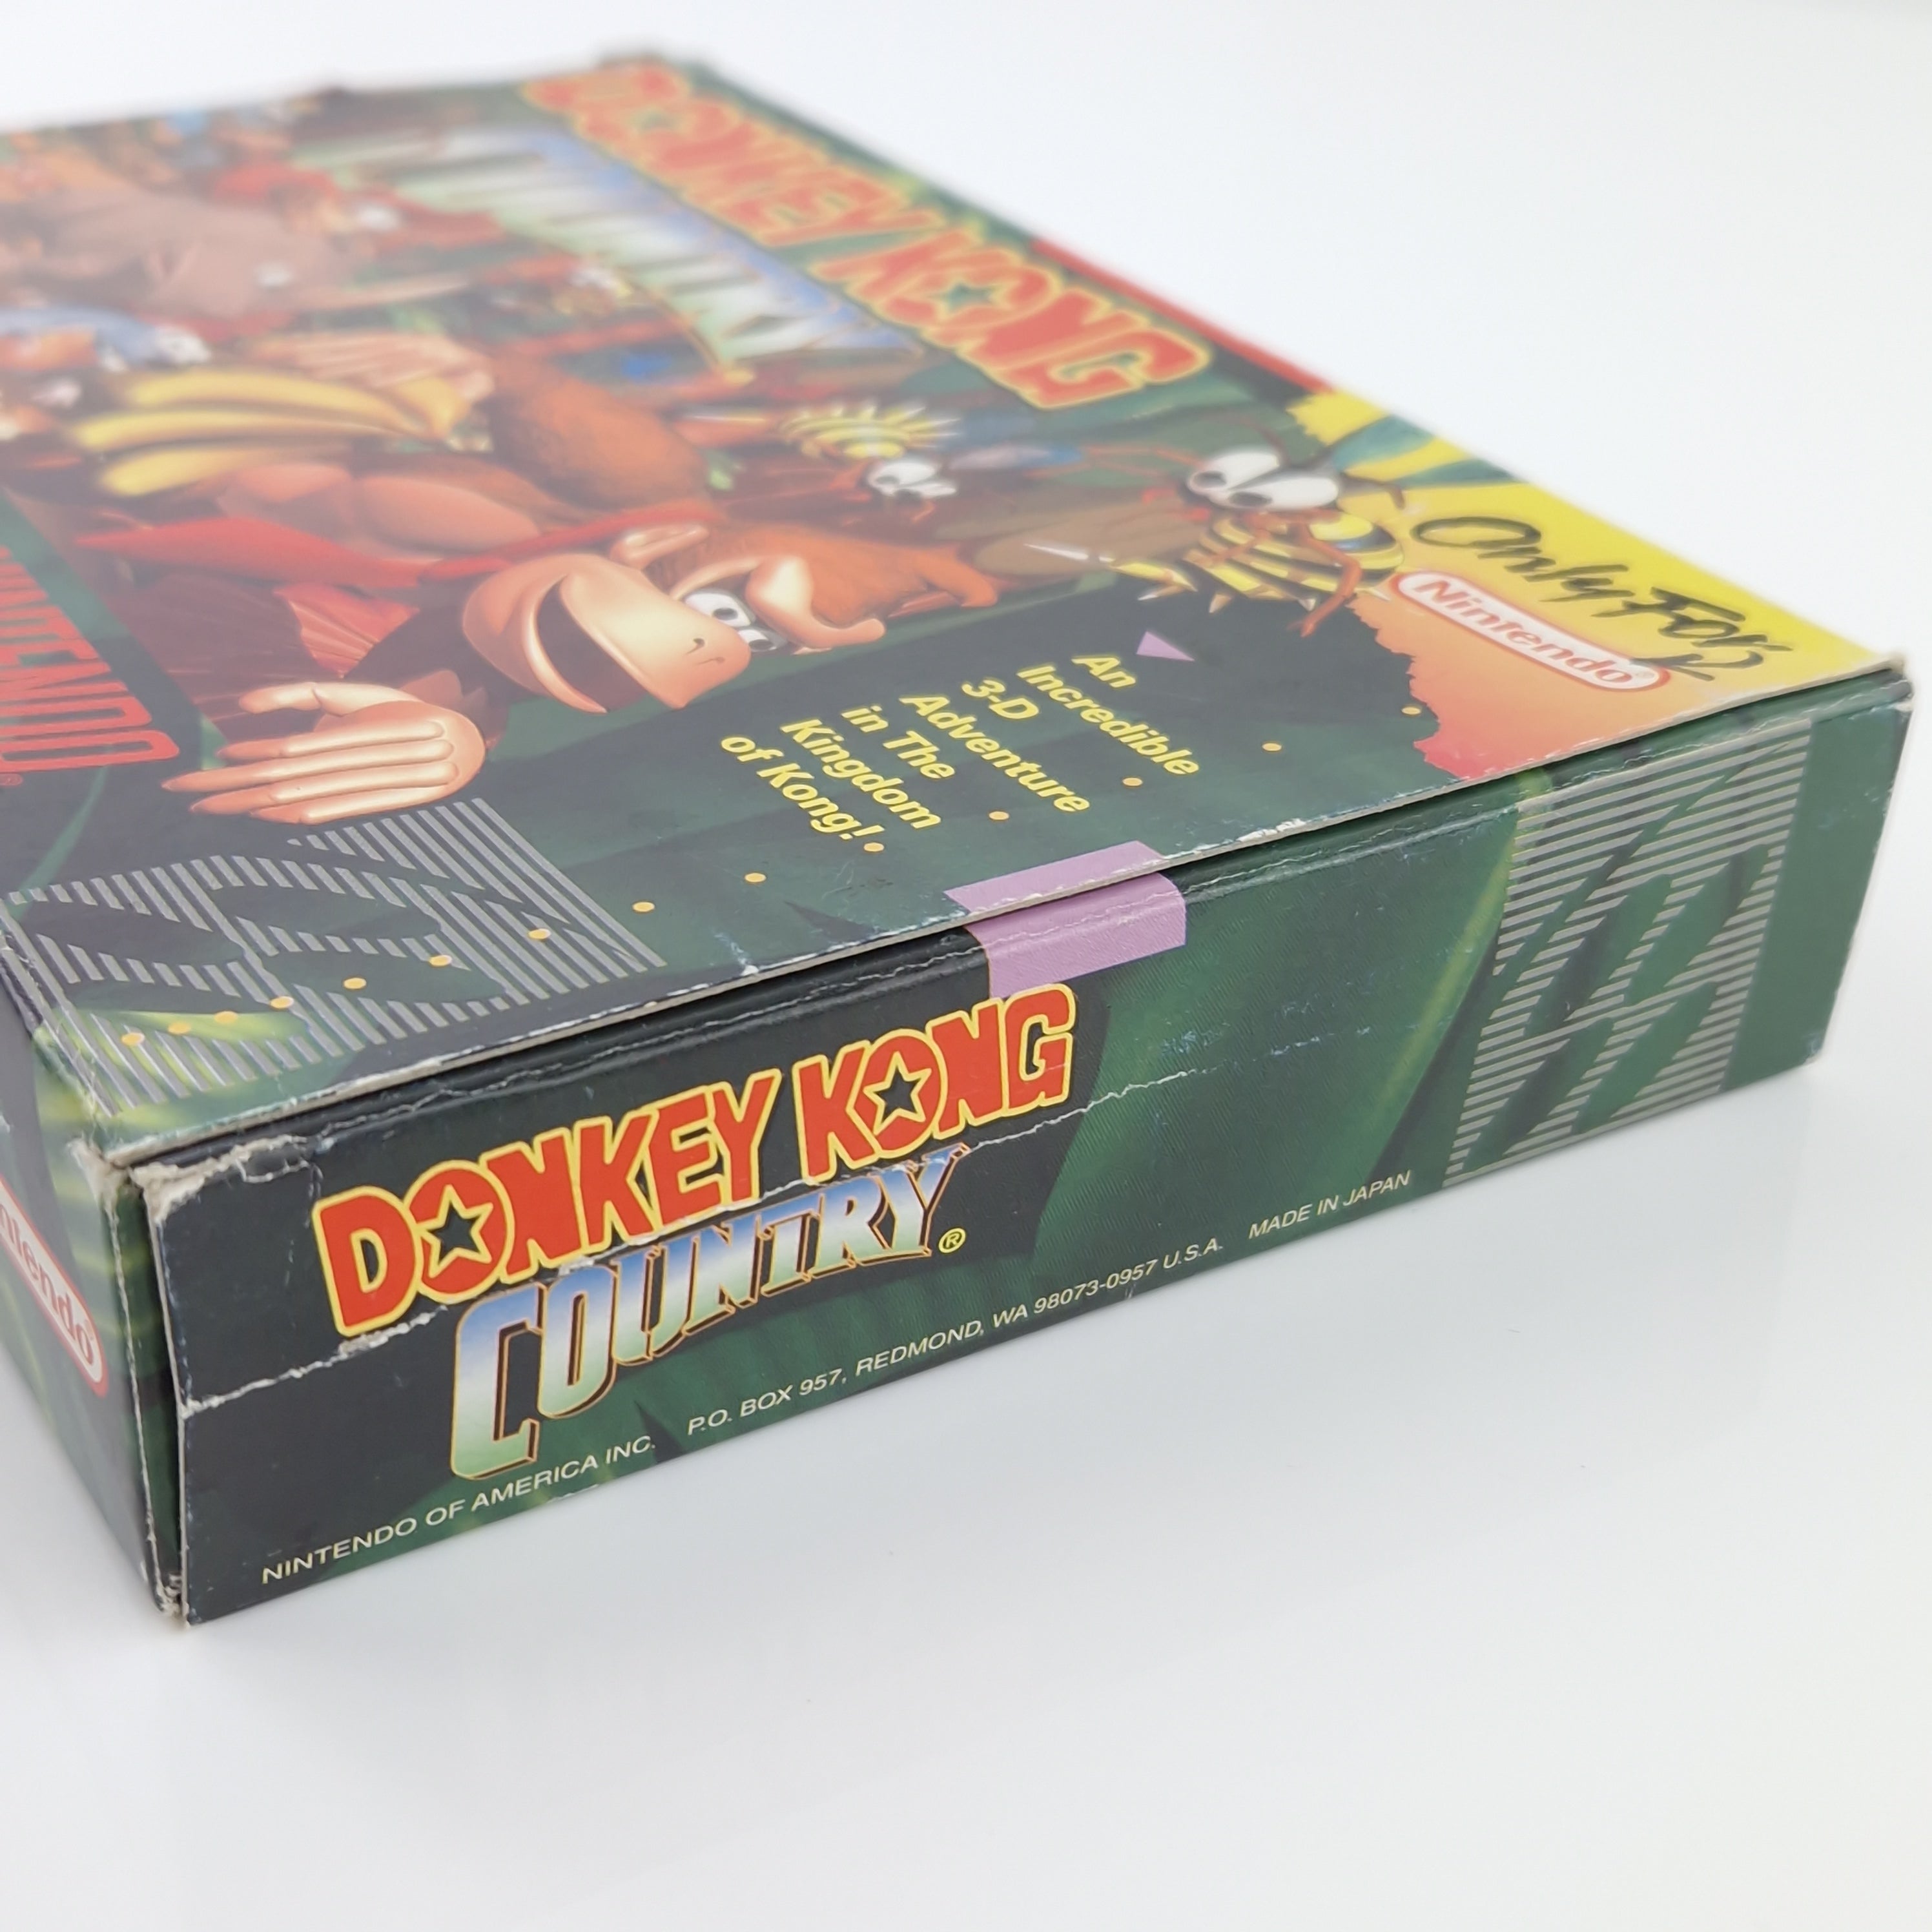 DONKEY KONG
COUNTRY
Only For
Nintendo®
An
Incredible
3-D
Adventure
in The
Kingdom
of Kong!
NINTENDO
Nintendo
DONKEY KONG
COUNTRY®
NINTENDO OF AMERICA INC. P.O. BOX 957, REDMOND, WA 98073-0957 U.S.A. MADE IN JAPAN